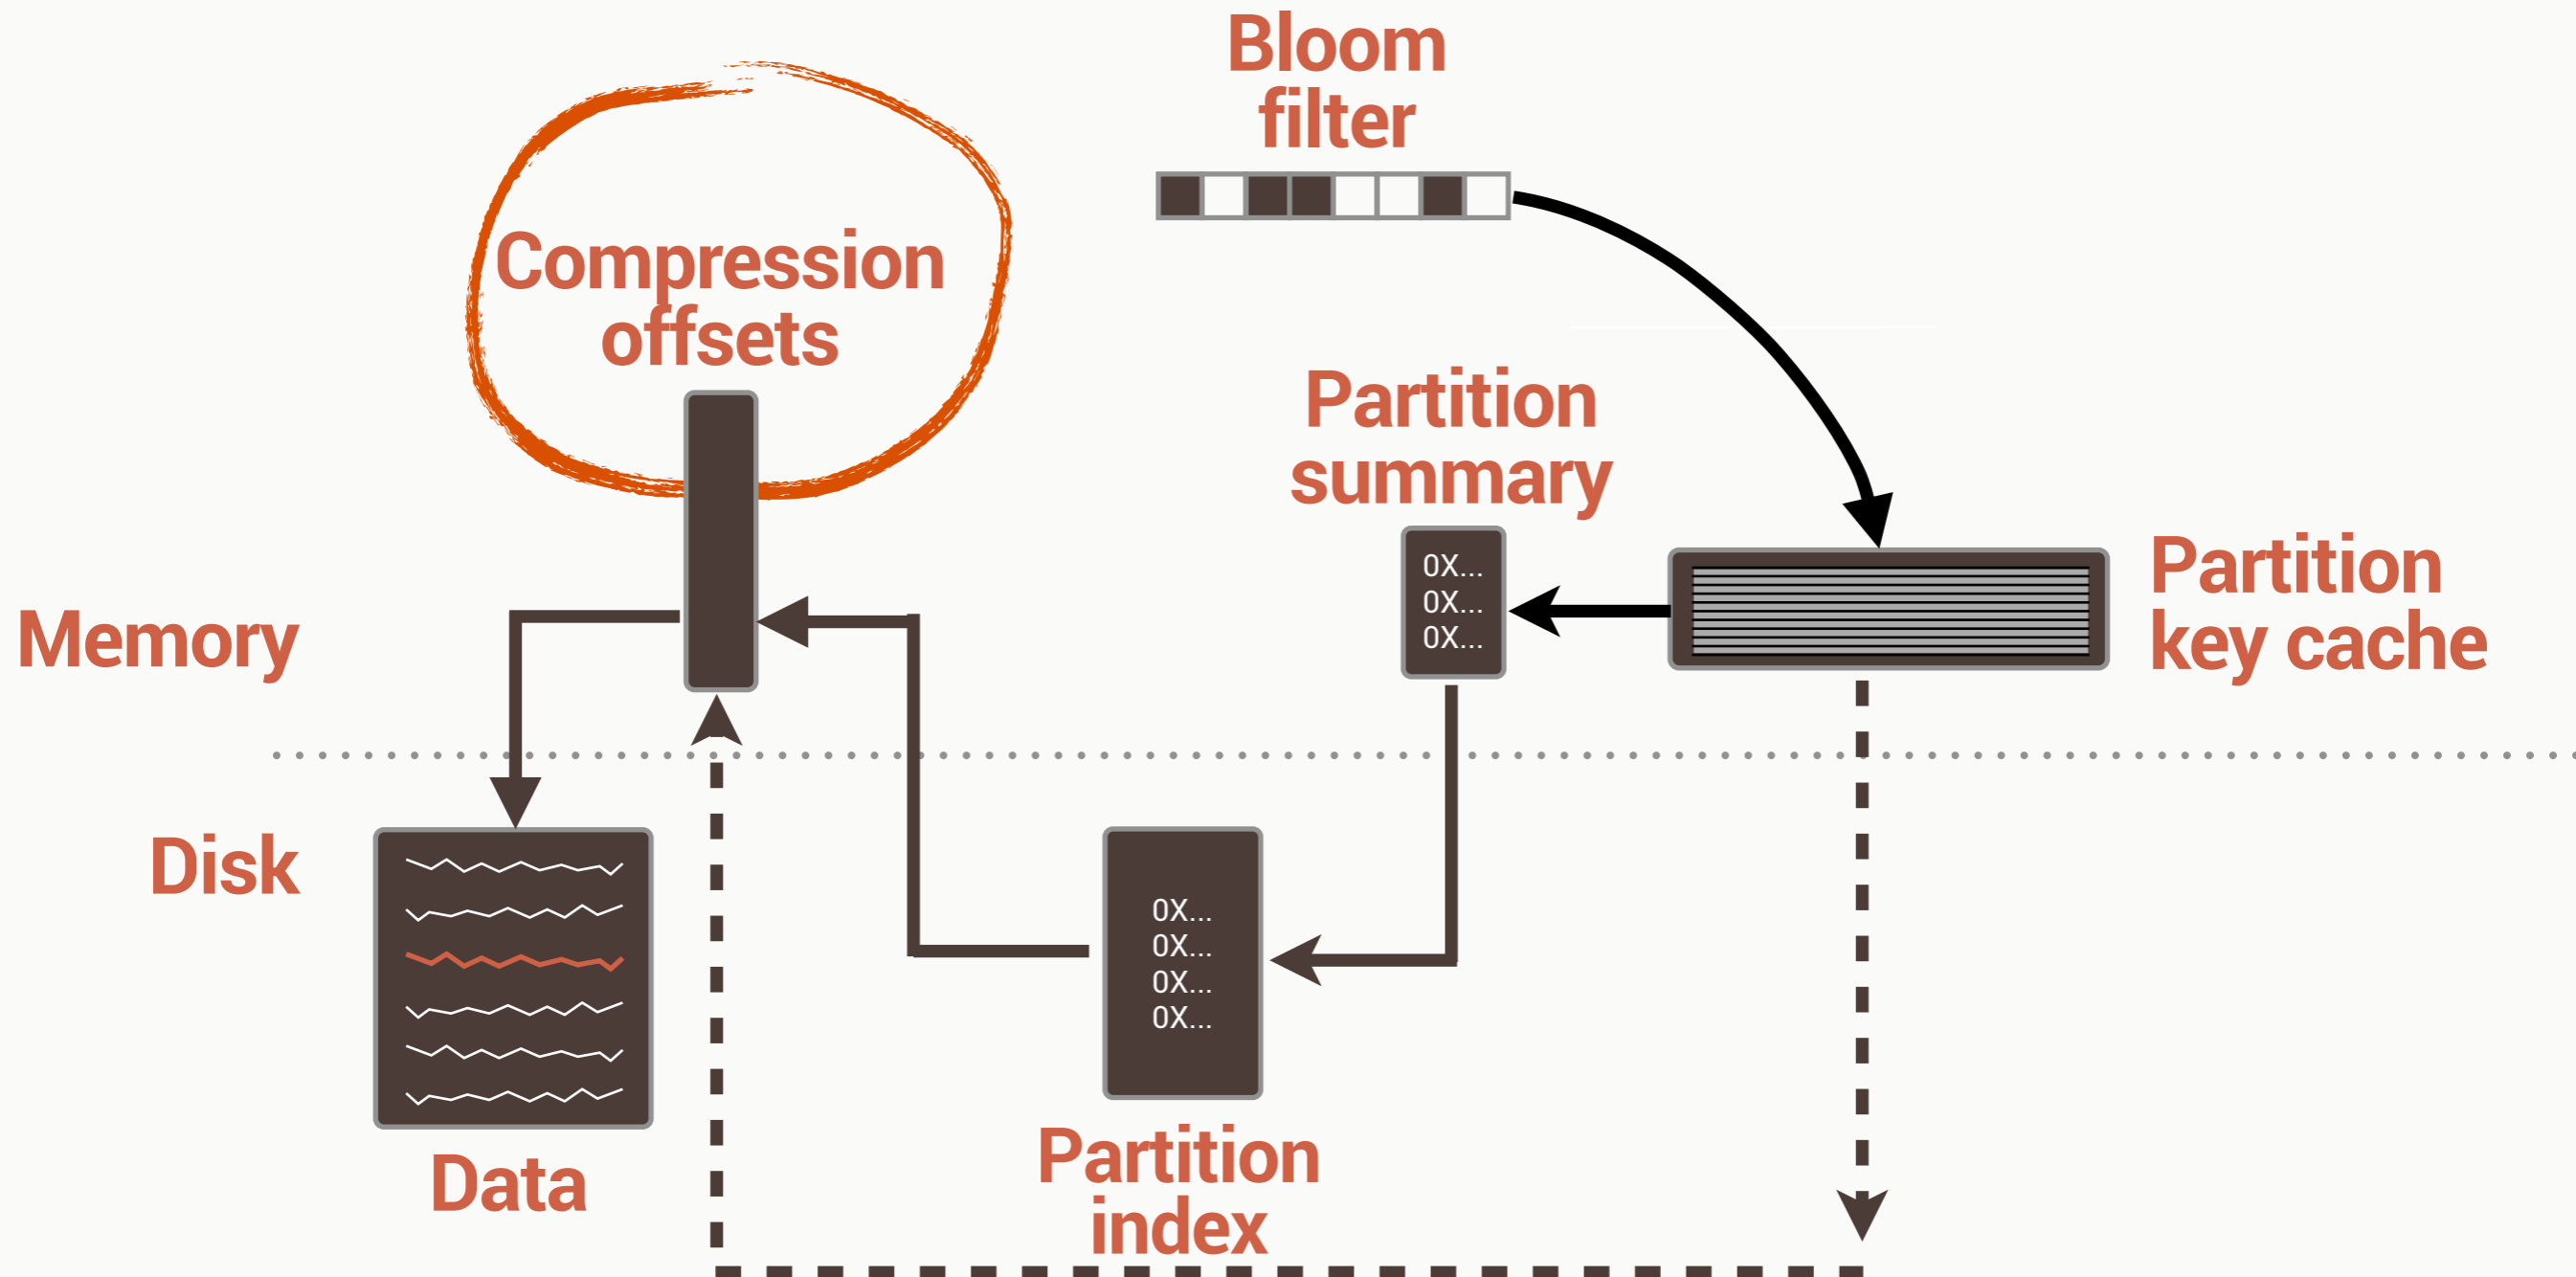 Bloom
filter
Compression
offsets
Partition
summary
0X...
0X...
0X...
Partition
key cache
Memory
Disk
0X...
0X...
0X...
0X...
Data
Partition
index